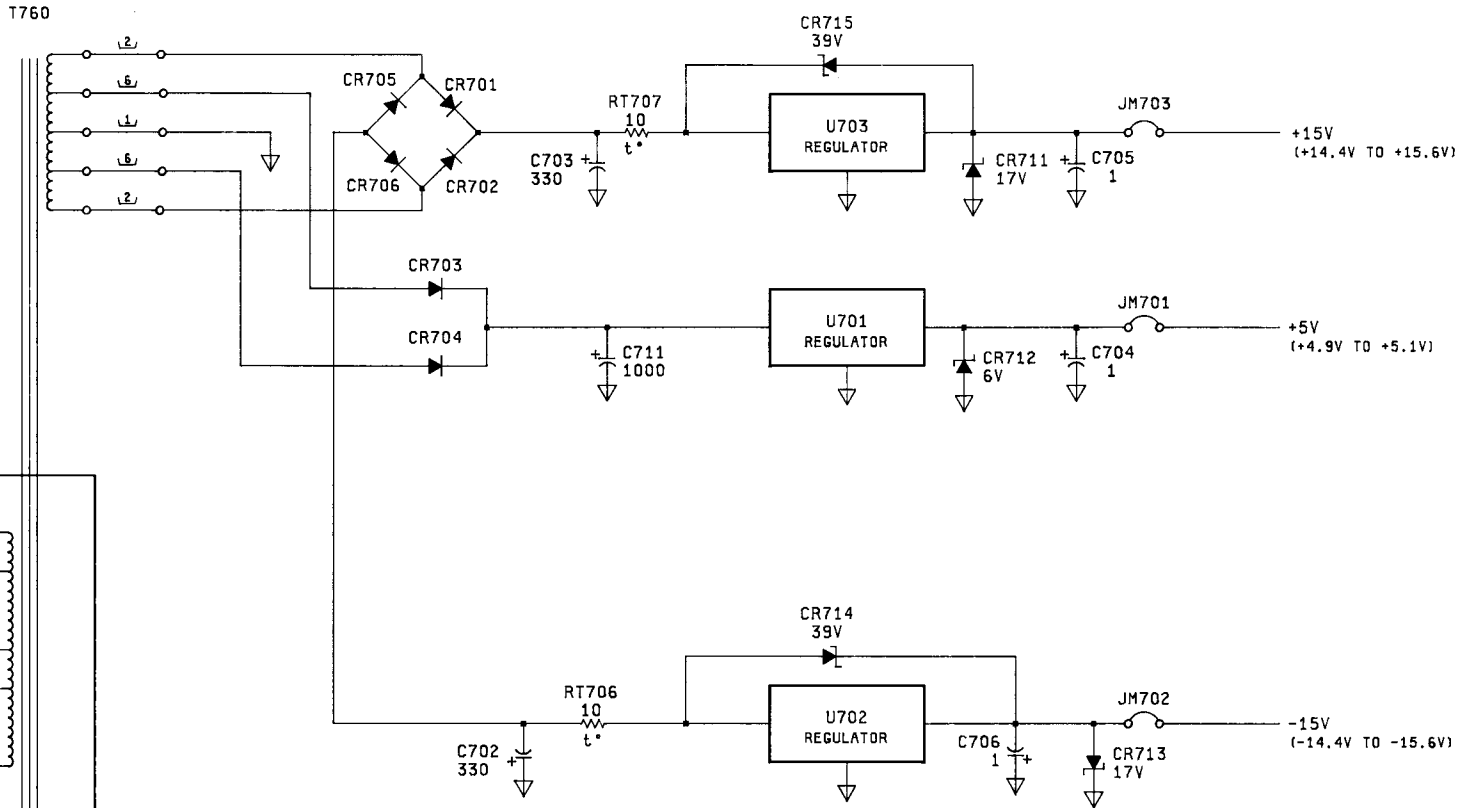 T760
2
6
1
6
2
CR705
CR701
CR706
CR702
C703
330
+
RT707
10
t°
CR715
39V
U703
REGULATOR
CR711
17V
+
C705
1
JM703
+15V
(+14.4V TO +15.6V)
CR703
CR704
+
C711
1000
U701
REGULATOR
CR712
6V
+
C704
1
JM701
+5V
(+4.9V TO +5.1V)
C702
330
+
RT706
10
t°
CR714
39V
U702
REGULATOR
C706
1
+
CR713
17V
JM702
-15V
(-14.4V TO -15.6V)